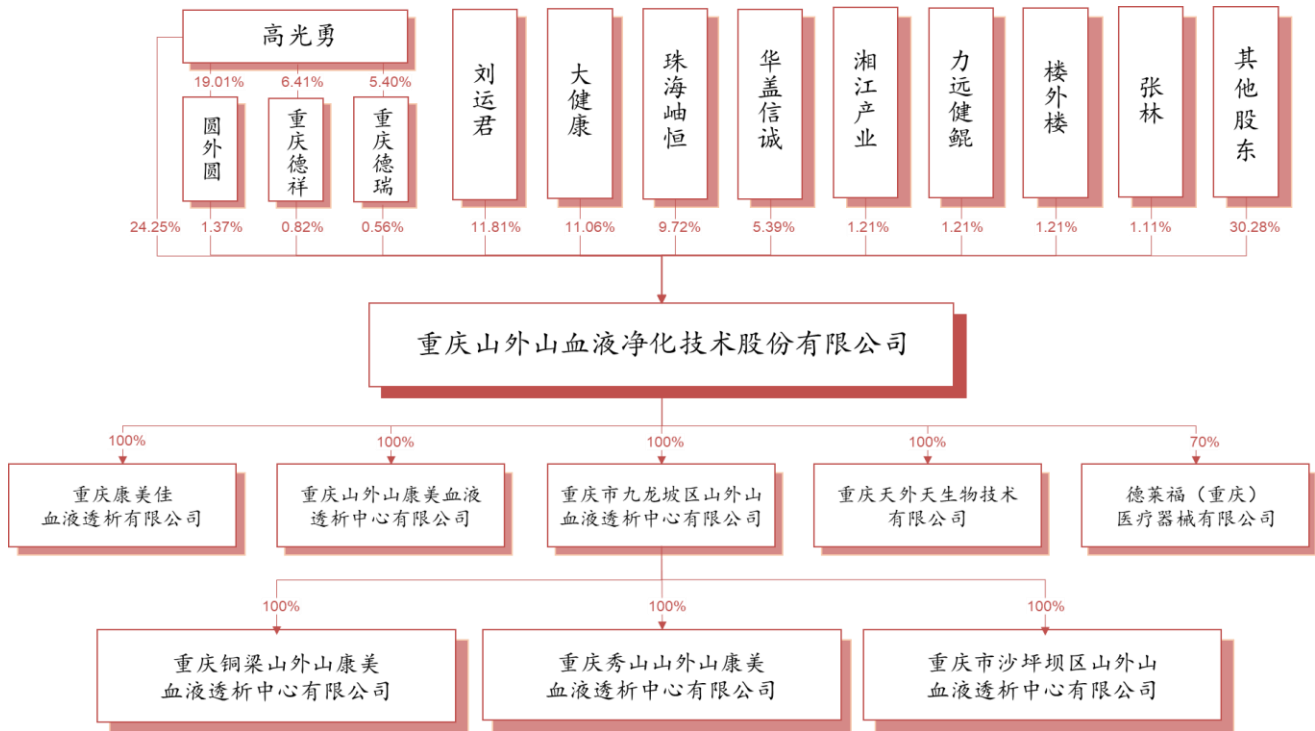 高光勇
19.01%
6.41%
5.40%
圆外圆
重庆德祥
重庆德瑞
刘运君
大健康
珠海岫恒
华盖信诚
湘江产业
力远健鲲
楼外楼
张林
其他股东
24.25%
1.37%
0.82%
0.56%
11.81%
11.06%
9.72%
5.39%
1.21%
1.21%
1.21%
1.11%
30.28%
重庆山外山血液净化技术股份有限公司
100%
100%
100%
100%
70%
重庆康美佳
血液透析有限公司
重庆山外山康美血液
透析中心有限公司
重庆市九龙坡区山外山
血液透析中心有限公司
重庆天外天生物技术
有限公司
德莱福（重庆）
医疗器械有限公司
100%
100%
100%
重庆铜梁山外山康美
血液透析中心有限公司
重庆秀山山外山康美
血液透析中心有限公司
重庆市沙坪坝区山外山
血液透析中心有限公司